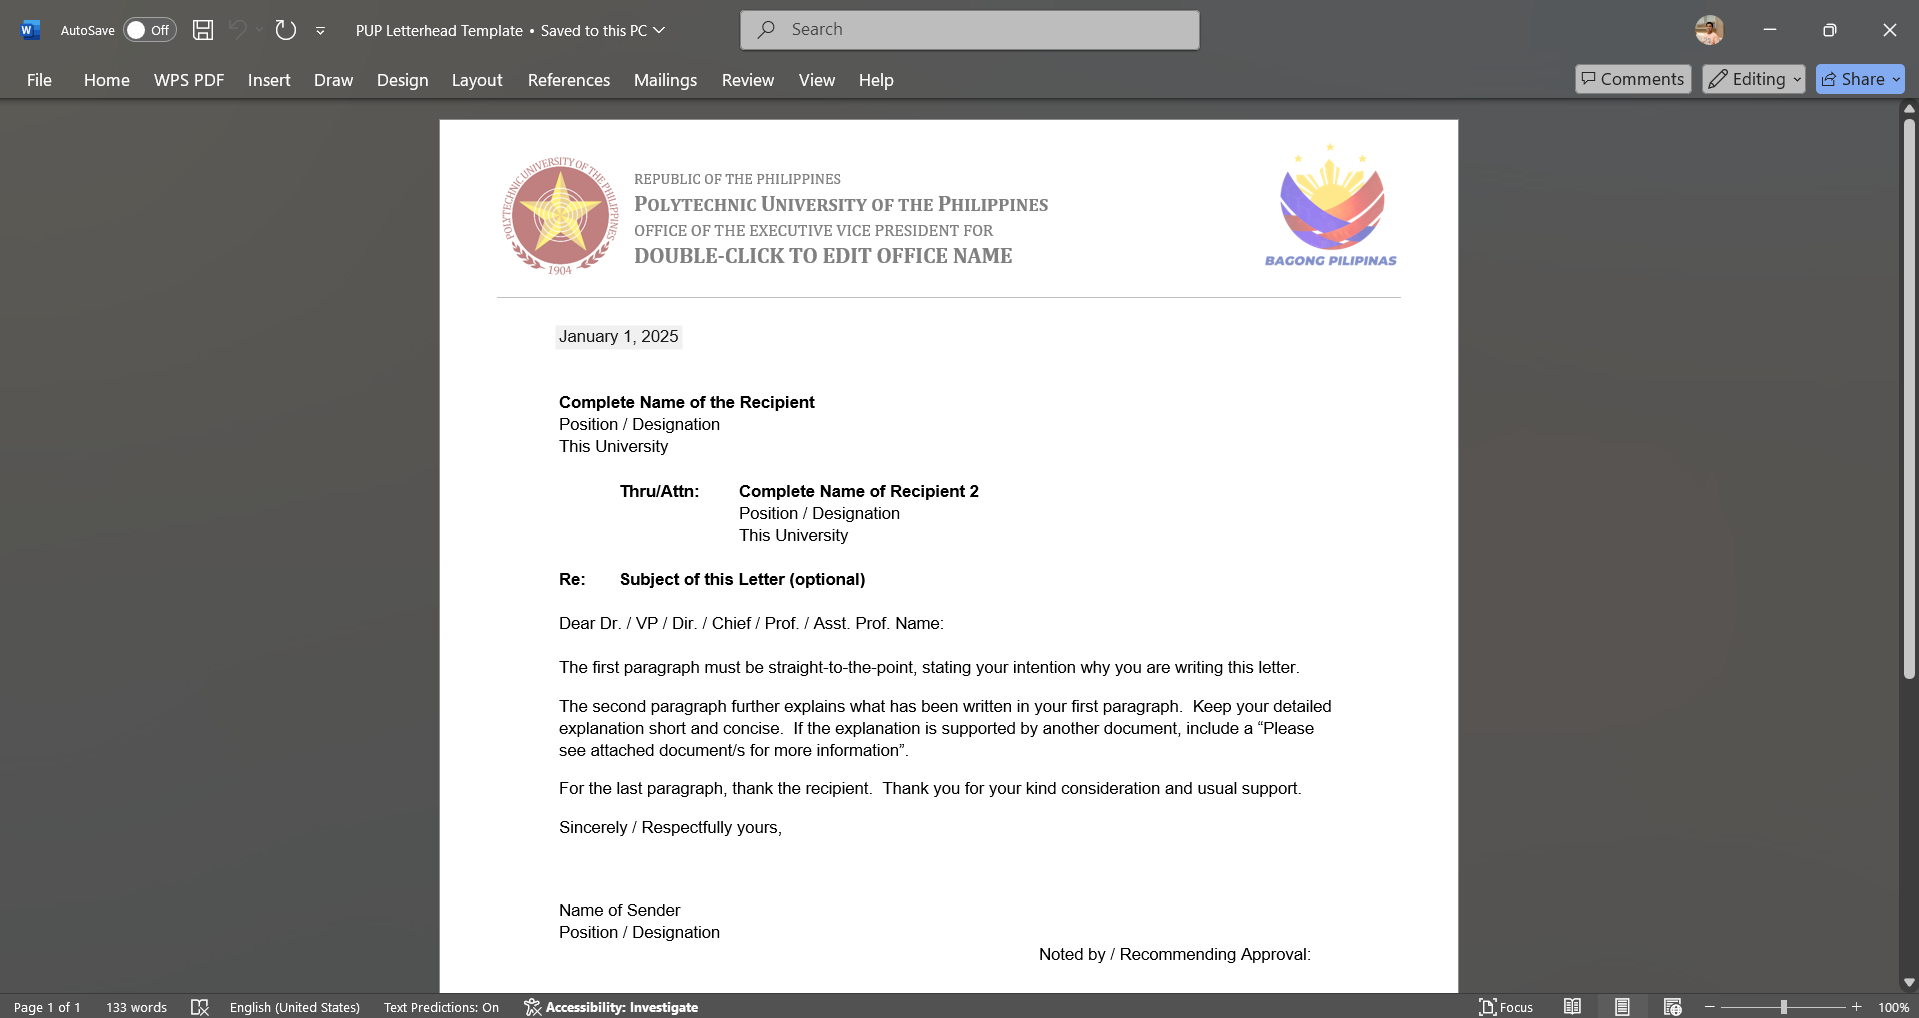 AutoSave Off PUP Letterhead Template • Saved to this PC Search
File Home WPS PDF Insert Draw Design Layout References Mailings Review View Help Comments Editing Share
POLYTECHNIC UNIVERSITY OF THE PHILIPPINES
1904
REPUBLIC OF THE PHILIPPINES
POLYTECHNIC UNIVERSITY OF THE PHILIPPINES
OFFICE OF THE EXECUTIVE VICE PRESIDENT FOR
DOUBLE-CLICK TO EDIT OFFICE NAME
BAGONG PILIPINAS
January 1, 2025
Complete Name of the Recipient
Position / Designation
This University
Thru/Attn: Complete Name of Recipient 2
Position / Designation
This University
Re: Subject of this Letter (optional)
Dear Dr. / VP / Dir. / Chief / Prof. / Asst. Prof. Name:
The first paragraph must be straight-to-the-point, stating your intention why you are writing this letter.
The second paragraph further explains what has been written in your first paragraph.  Keep your detailed
explanation short and concise.  If the explanation is supported by another document, include a “Please
see attached document/s for more information”.
For the last paragraph, thank the recipient.  Thank you for your kind consideration and usual support.
Sincerely / Respectfully yours,
Name of Sender
Position / Designation
Noted by / Recommending Approval:
Page 1 of 1 133 words English (United States) Text Predictions: On Accessibility: Investigate Focus 100%